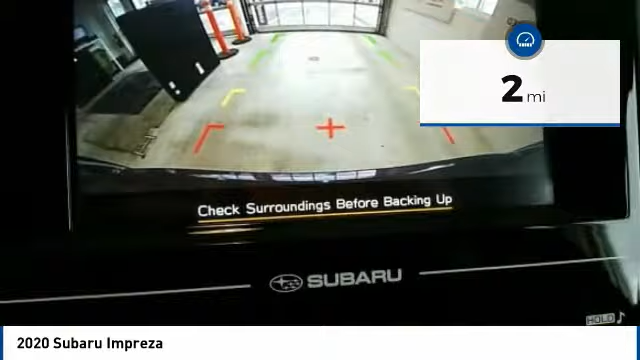 2 mi
Check Surroundings Before Backing Up
SUBARU
HOLD
2020 Subaru Impreza